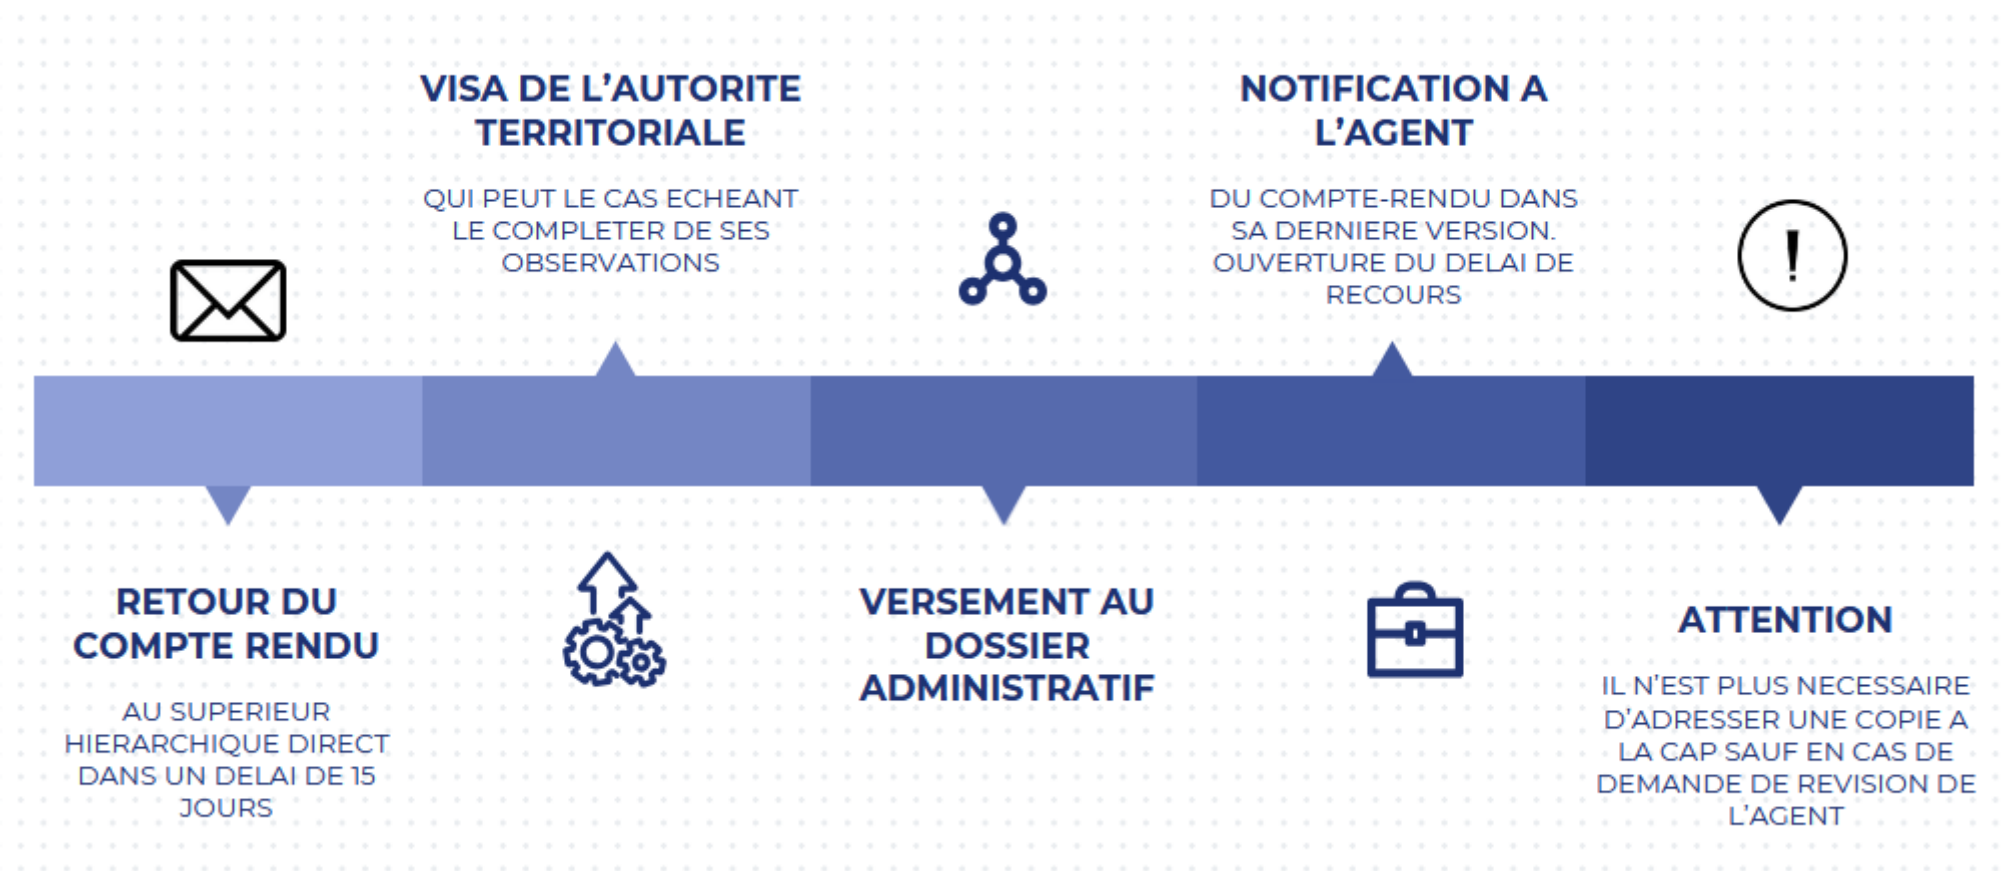 RETOUR DU
COMPTE RENDU
AU SUPERIEUR
HIERARCHIQUE DIRECT
DANS UN DELAI DE 15
JOURS
VISA DE L'AUTORITE
TERRITORIALE
QUI PEUT LE CAS ECHEANT
LE COMPLETER DE SES
OBSERVATIONS
VERSEMENT AU
DOSSIER
ADMINISTRATIF
NOTIFICATION A
L'AGENT
DU COMPTE-RENDU DANS
SA DERNIERE VERSION.
OUVERTURE DU DELAI DE
RECOURS
!
ATTENTION
IL N'EST PLUS NECESSAIRE
D'ADRESSER UNE COPIE A
LA CAP SAUF EN CAS DE
DEMANDE DE REVISION DE
L'AGENT